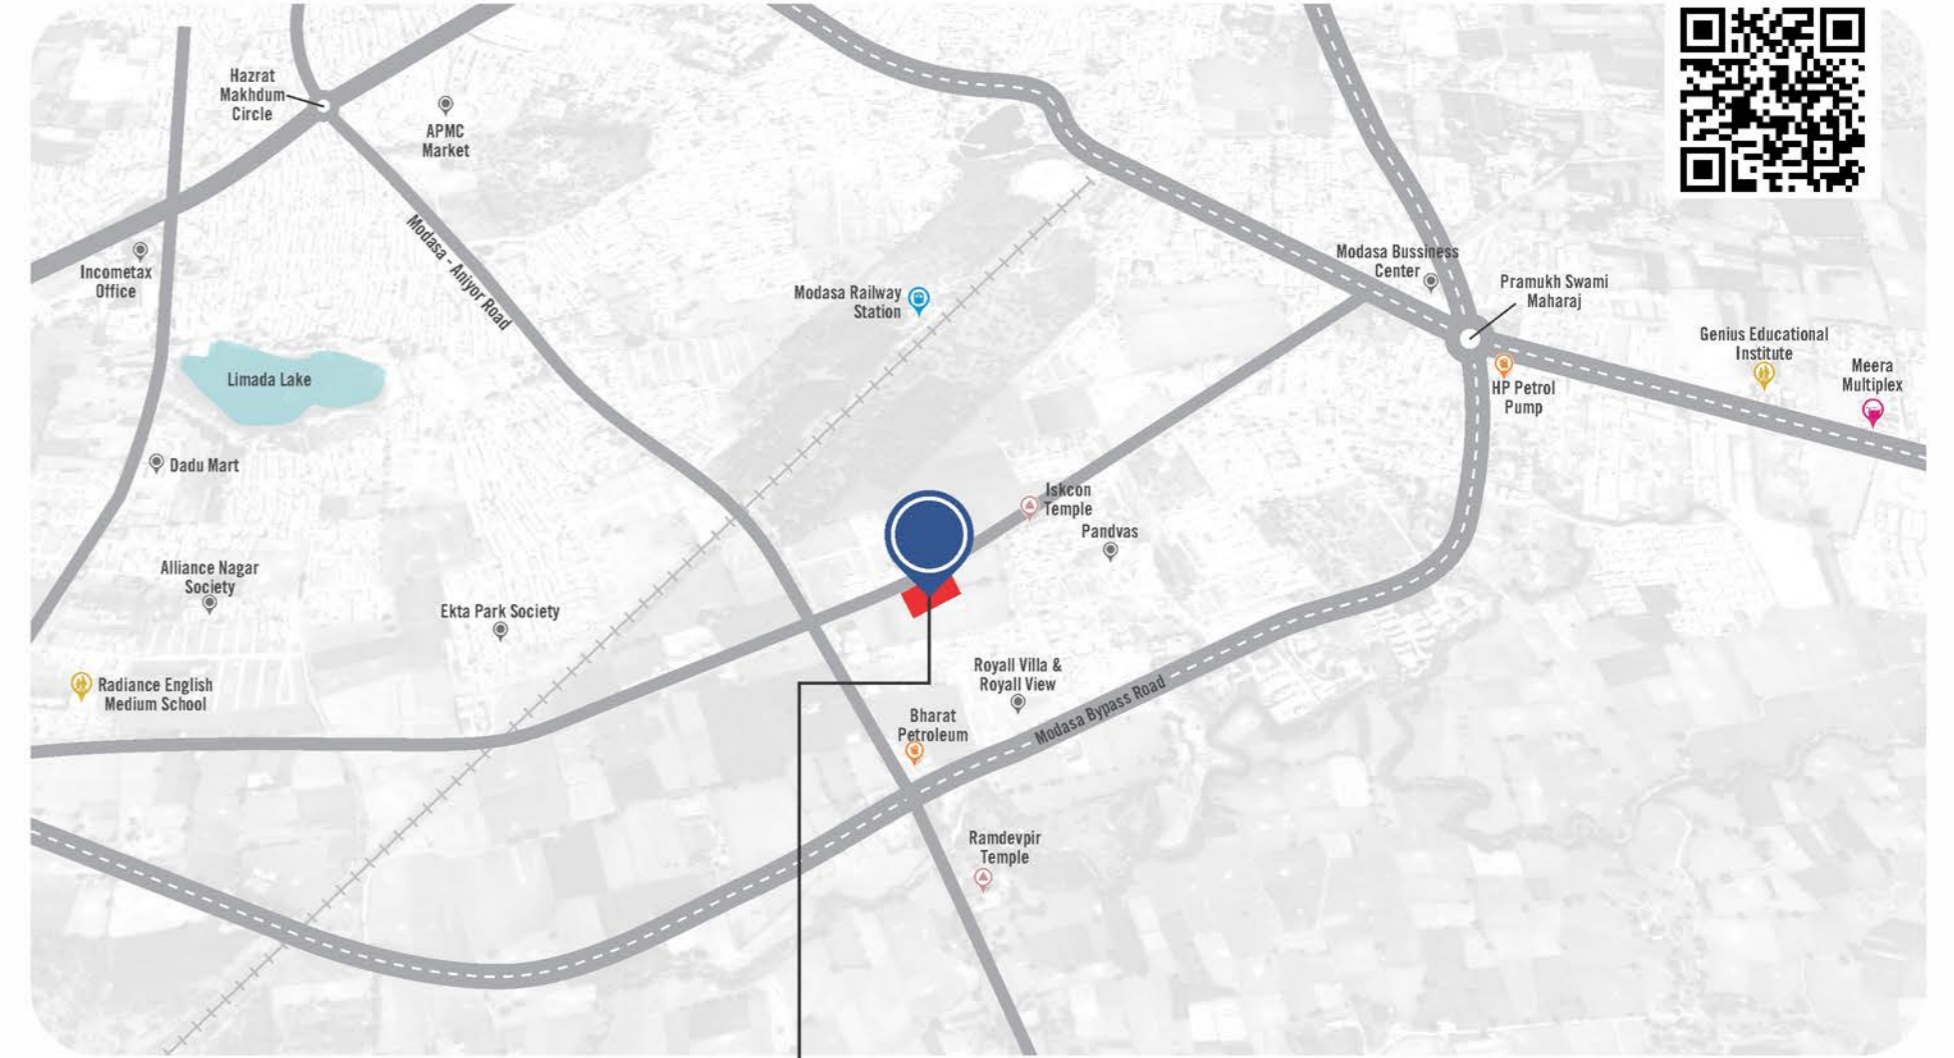 Hazrat
Makhdum
Circle
APMC
Market
Modasa - Aniyor Road
Incometax
Office
Limada Lake
Modasa Railway
Station
Modasa Bussiness
Center
Pramukh Swami
Maharaj
Genius Educational
Institute
Meera
Multiplex
HP Petrol
Pump
Dadu Mart
Iskcon
Temple
Pandvas
Alliance Nagar
Society
Ekta Park Society
Radiance English
Medium School
Royall Villa &
Royall View
Bharat
Petroleum
Modasa Bypass Road
Ramdevpir
Temple